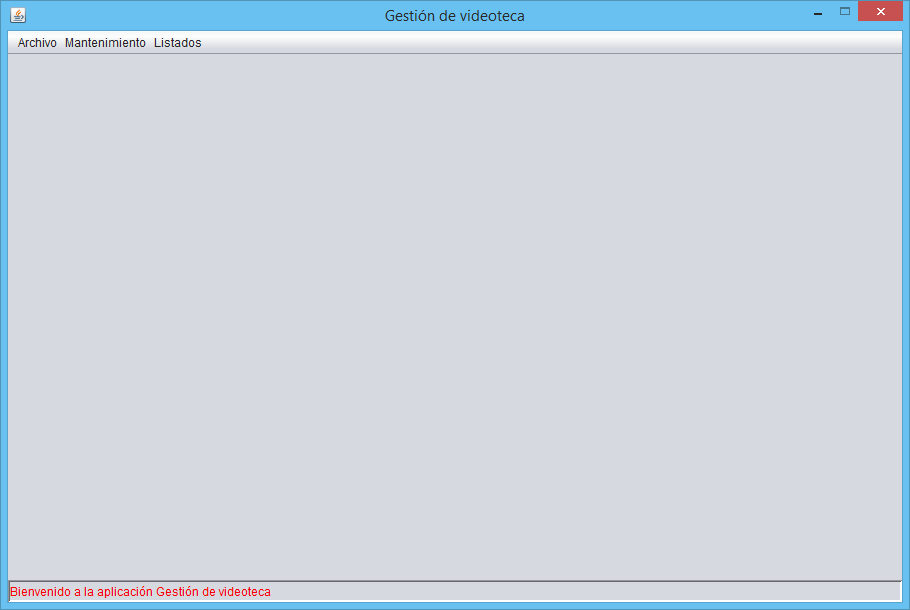 Gestión de videoteca
Archivo Mantenimiento Listados
Bienvenido a la aplicación Gestión de videoteca